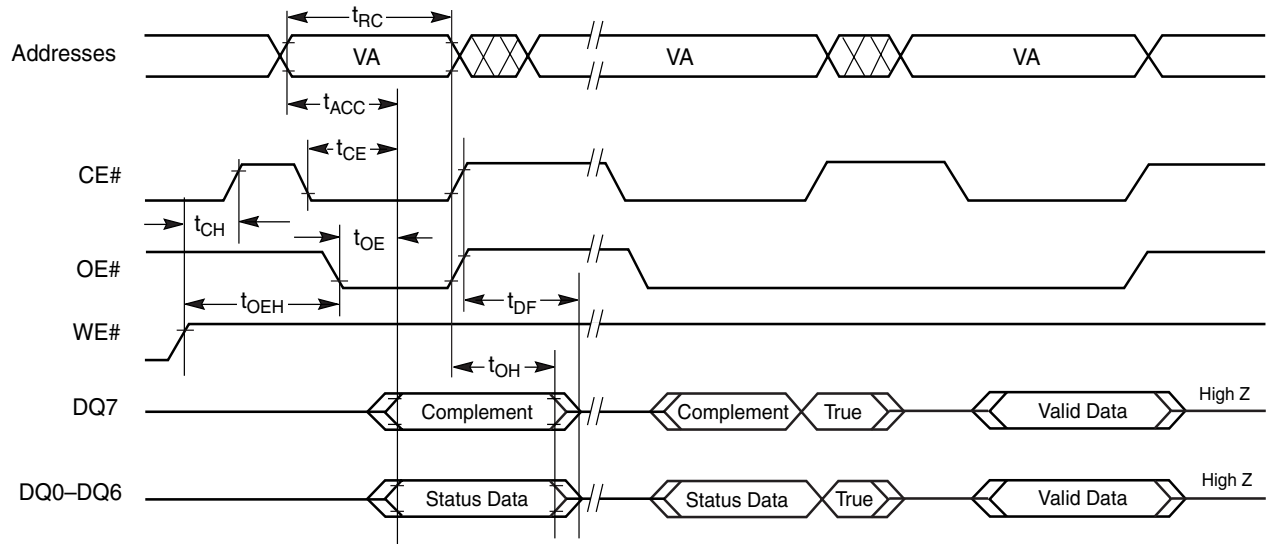 tRC
Addresses VA VA VA
tACC
tCE
CE#
tCH
tOE
OE#
tOEH tDF
WE#
tOH
DQ7 Complement Complement True Valid Data High Z
DQ0–DQ6 Status Data Status Data True Valid Data High Z